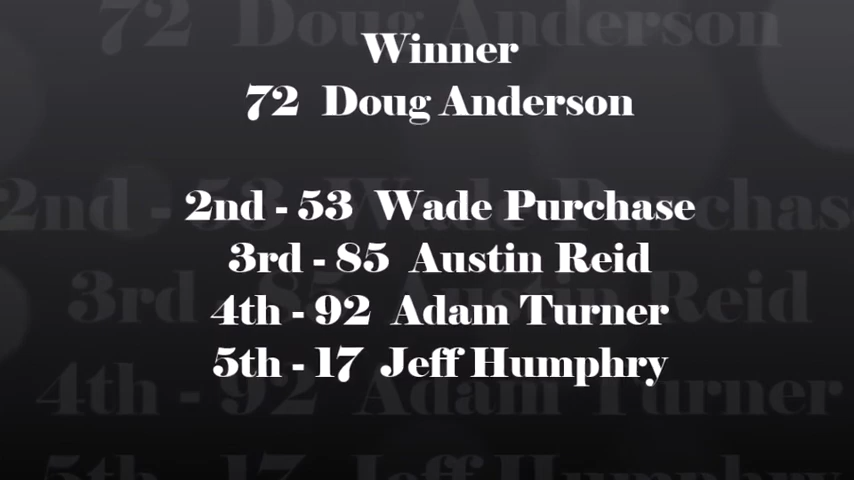 Winner
72 Doug Anderson
2nd - 53 Wade Purchase
3rd - 85 Austin Reid
4th - 92 Adam Turner
5th - 17 Jeff Humphry